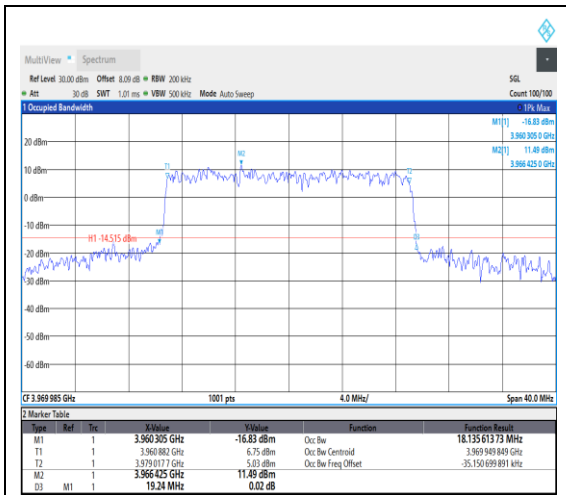 MultiView Spectrum
Ref Level 30.00 dBm Offset 8.09 dB RBW 200 kHz SGL
Att 30 dB SWT 1.01 ms VBW 500 kHz Mode Auto Sweep Count 100/100
1 Occupied Bandwidth 1Pk Max
M1[1] -16.83 dBm
3.960 305 0 GHz
M2[1] 11.49 dBm
3.966 425 0 GHz
20 dBm
M2
T1
T2
10 dBm
0 dBm
-10 dBm
M1
H1 -14.515 dBm
D3
-20 dBm
-30 dBm
-40 dBm
-50 dBm
-60 dBm
CF 3.969 985 GHz 1001 pts 4.0 MHz/ Span 40.0 MHz
2 Marker Table
Type Ref Trc X-Value Y-Value Function Function Result
M1 1 3.960305 GHz -16.83 dBm Occ Bw 18.135 613 73 MHz
T1 1 3.960 882 GHz 6.75 dBm Occ Bw Centroid 3.969 949 849 GHz
T2 1 3.979 017 7 GHz 5.03 dBm Occ Bw Freq Offset -35.150 699 891 kHz
M2 1 3.966425 GHz 11.49 dBm
D3 M1 1 19.24 MHz 0.02 dB